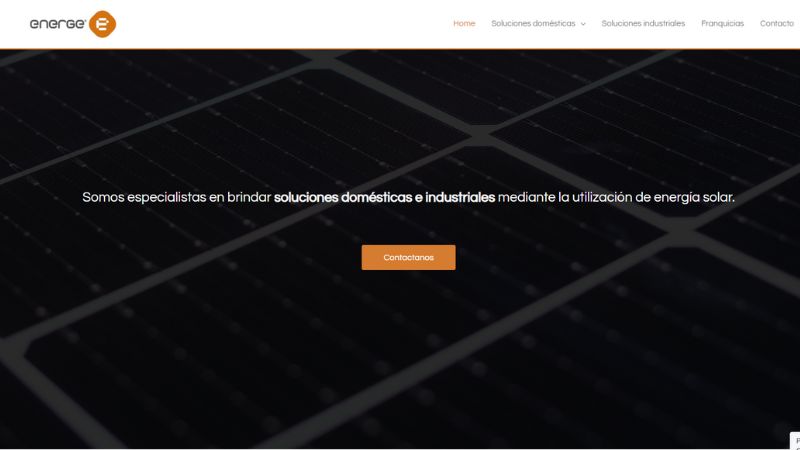 energe
Home Soluciones domésticas Soluciones industriales Franquicias Contacto
Somos especialistas en brindar soluciones domésticas e industriales mediante la utilización de energía solar.
Contactanos